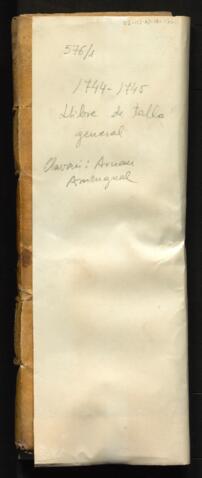 576/1
1744-1745
Llibre de talla
general
Clavari: Arnau
Amengual